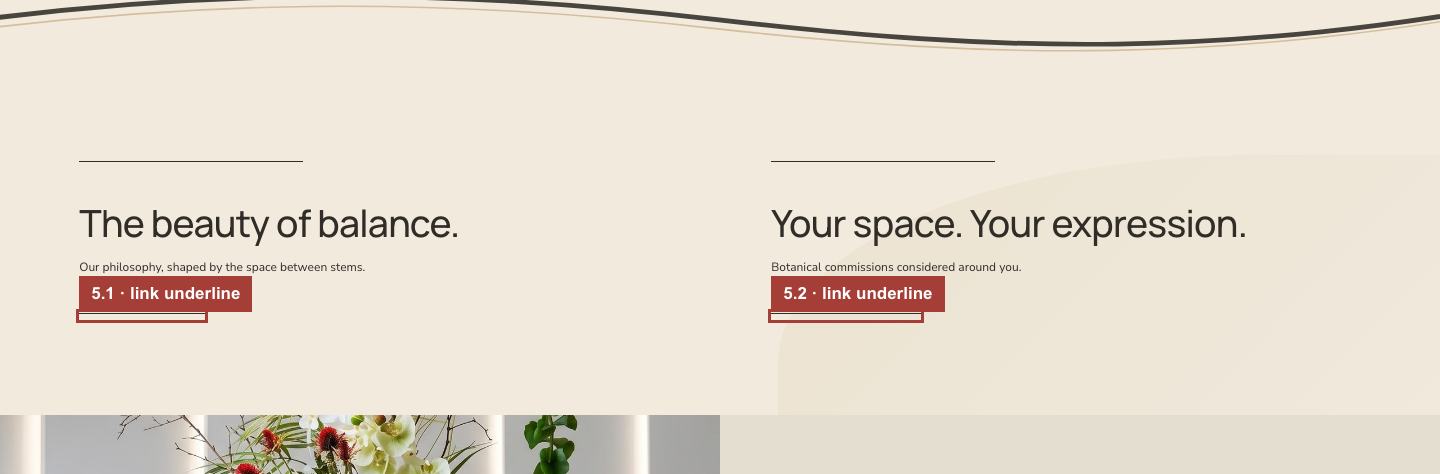 The beauty of balance.
Our philosophy, shaped by the space between stems.
5.1 · link underline
Your space. Your expression.
Botanical commissions considered around you.
5.2 · link underline